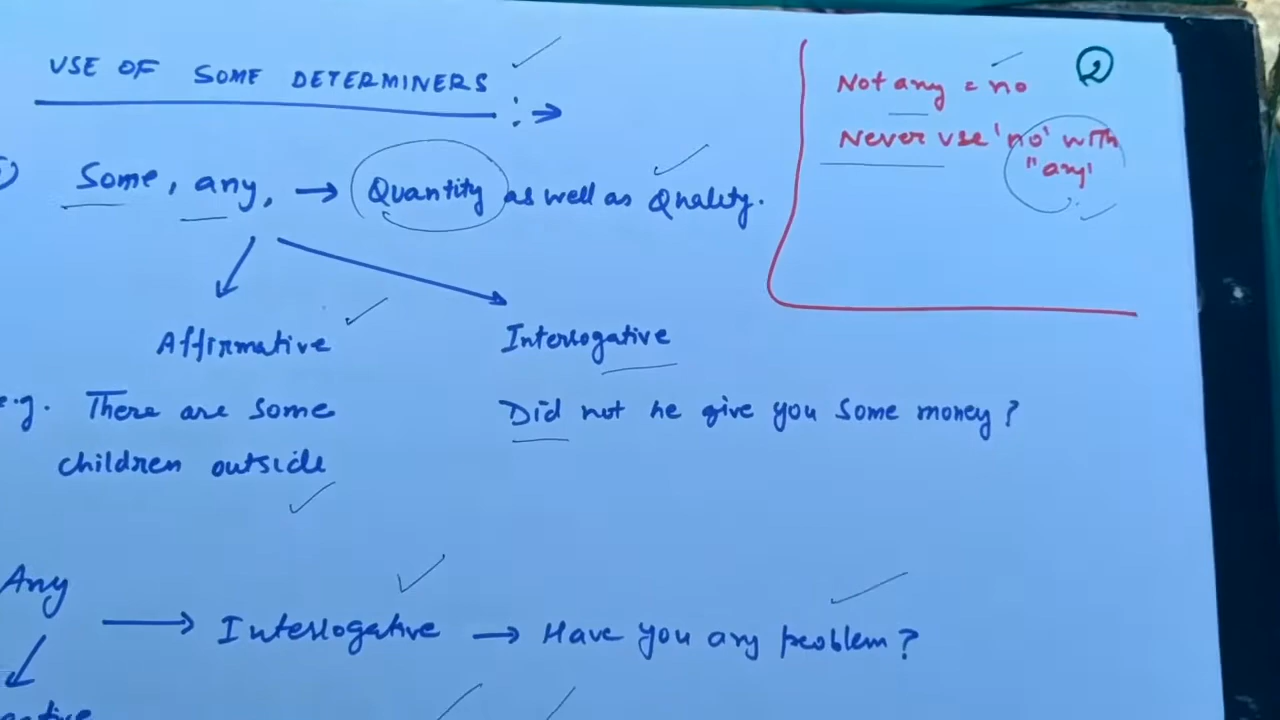 USE OF SOME DETERMINERS :→
Some, any, → Quantity as well as Quality.
Affirmative
Interrogative
e.g. There are some
children outside
Did not he give you some money?
Any
→ Interrogative → Have you any problem?
2
Not any = no
Never use 'no' with
"any'